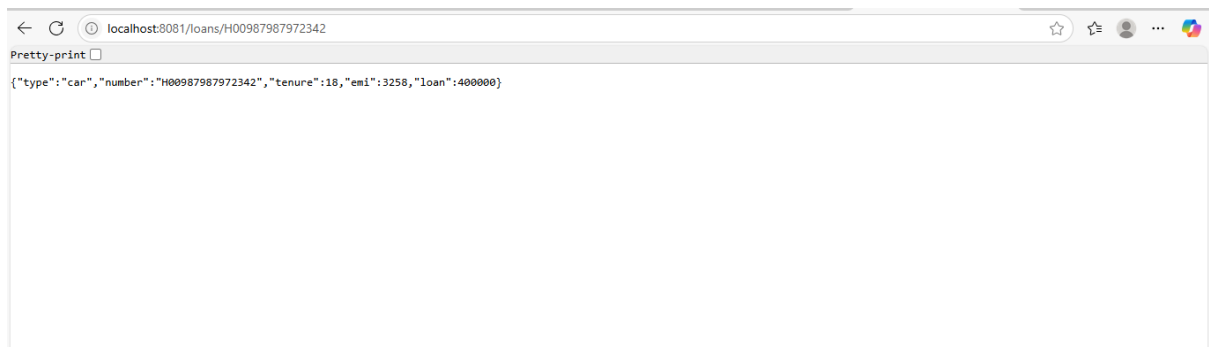 localhost:8081/loans/H00987987972342
Pretty-print
{"type":"car","number":"H00987987972342","tenure":18,"emi":3258,"loan":400000}